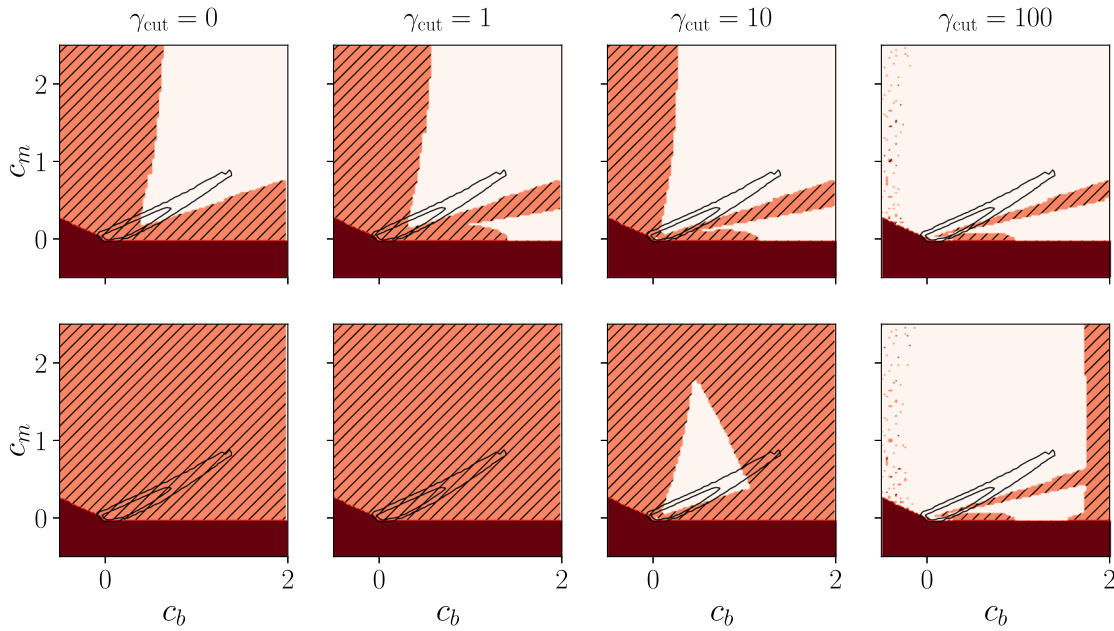 γcut = 0 γcut = 1 γcut = 10 γcut = 100
2
1
0
cm
2
1
0
cm
0 2 0 2 0 2 0 2
cb cb cb cb